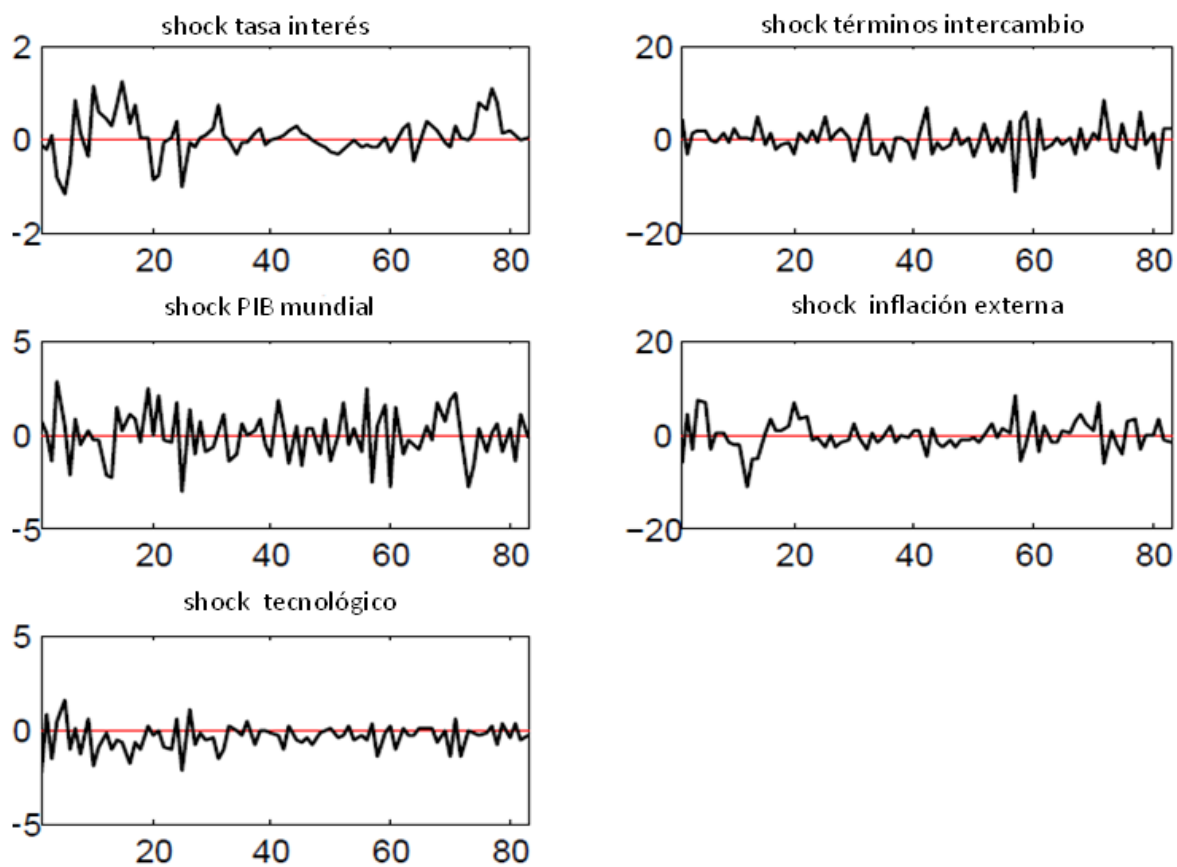 shock tasa interés
2
0
-2
20 40 60 80
shock términos intercambio
20
0
−20
20 40 60 80
shock PIB mundial
5
0
-5
20 40 60 80
shock inflación externa
20
0
−20
20 40 60 80
shock tecnológico
5
0
-5
20 40 60 80